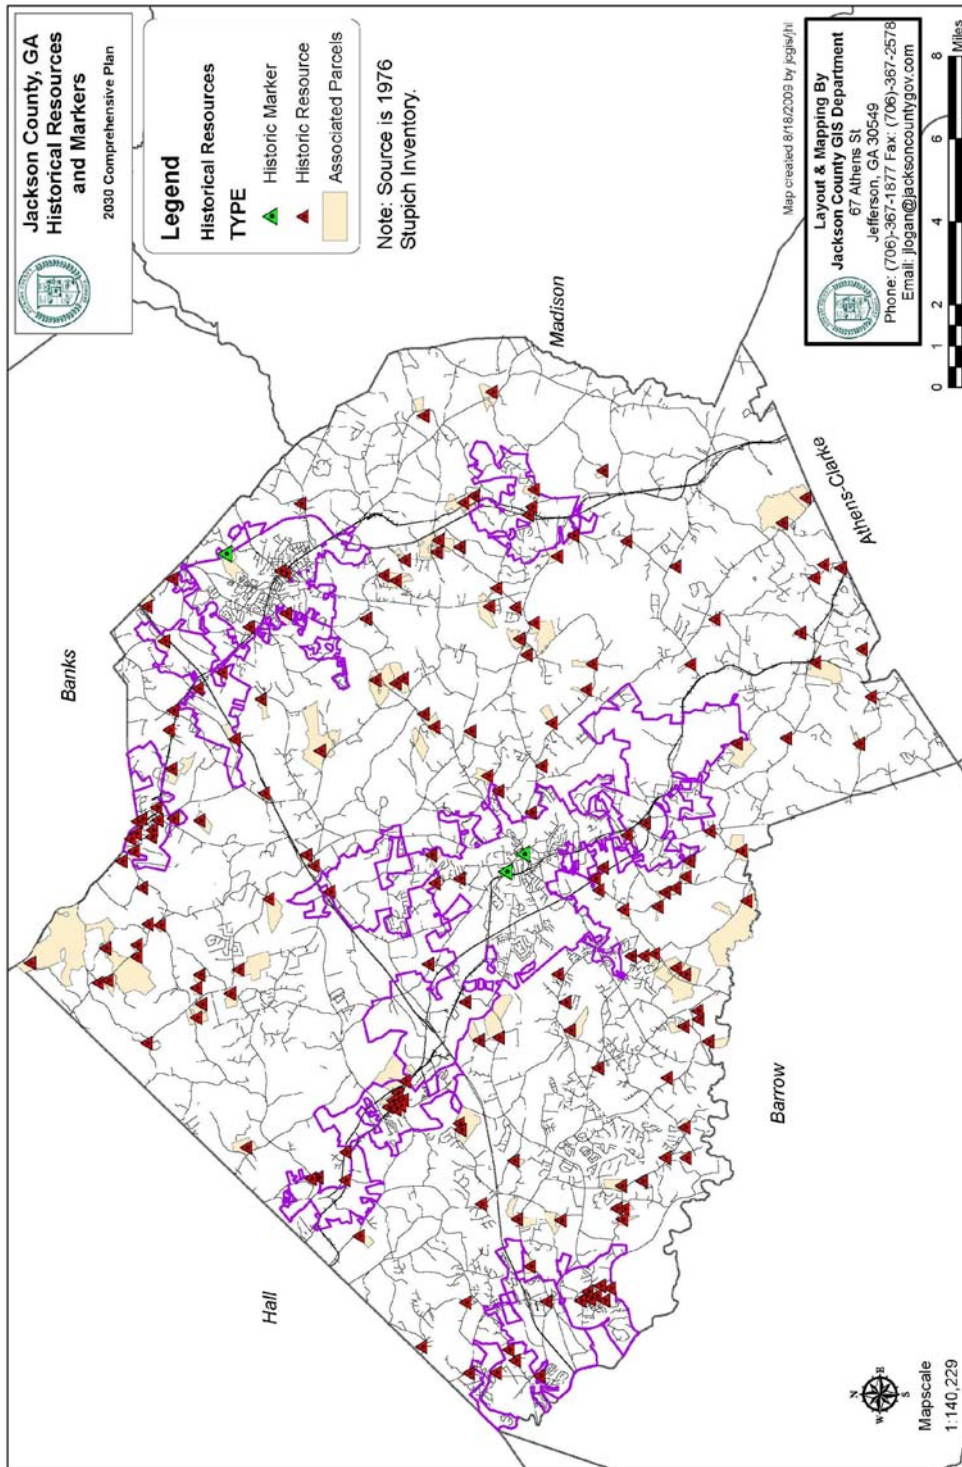 Jackson County, GA
Historical Resources
and Markers
2030 Comprehensive Plan
Legend
Historical Resources
TYPE
Historic Marker
Historic Resource
Associated Parcels
Note: Source is 1976
Stupich Inventory.
Banks
Hall
Madison
Barrow
Athens-Clarke
N
W
E
S
Mapscale
1:140,229
Map created 8/18/2009 by jcgis/jhl
Layout & Mapping By
Jackson County GIS Department
67 Athens St
Jefferson, GA 30549
Phone: (706)-367-1877 Fax: (706)-367-2578
Email: jlogan@jacksoncountygov.com
0 1 2 4 6 8
Miles